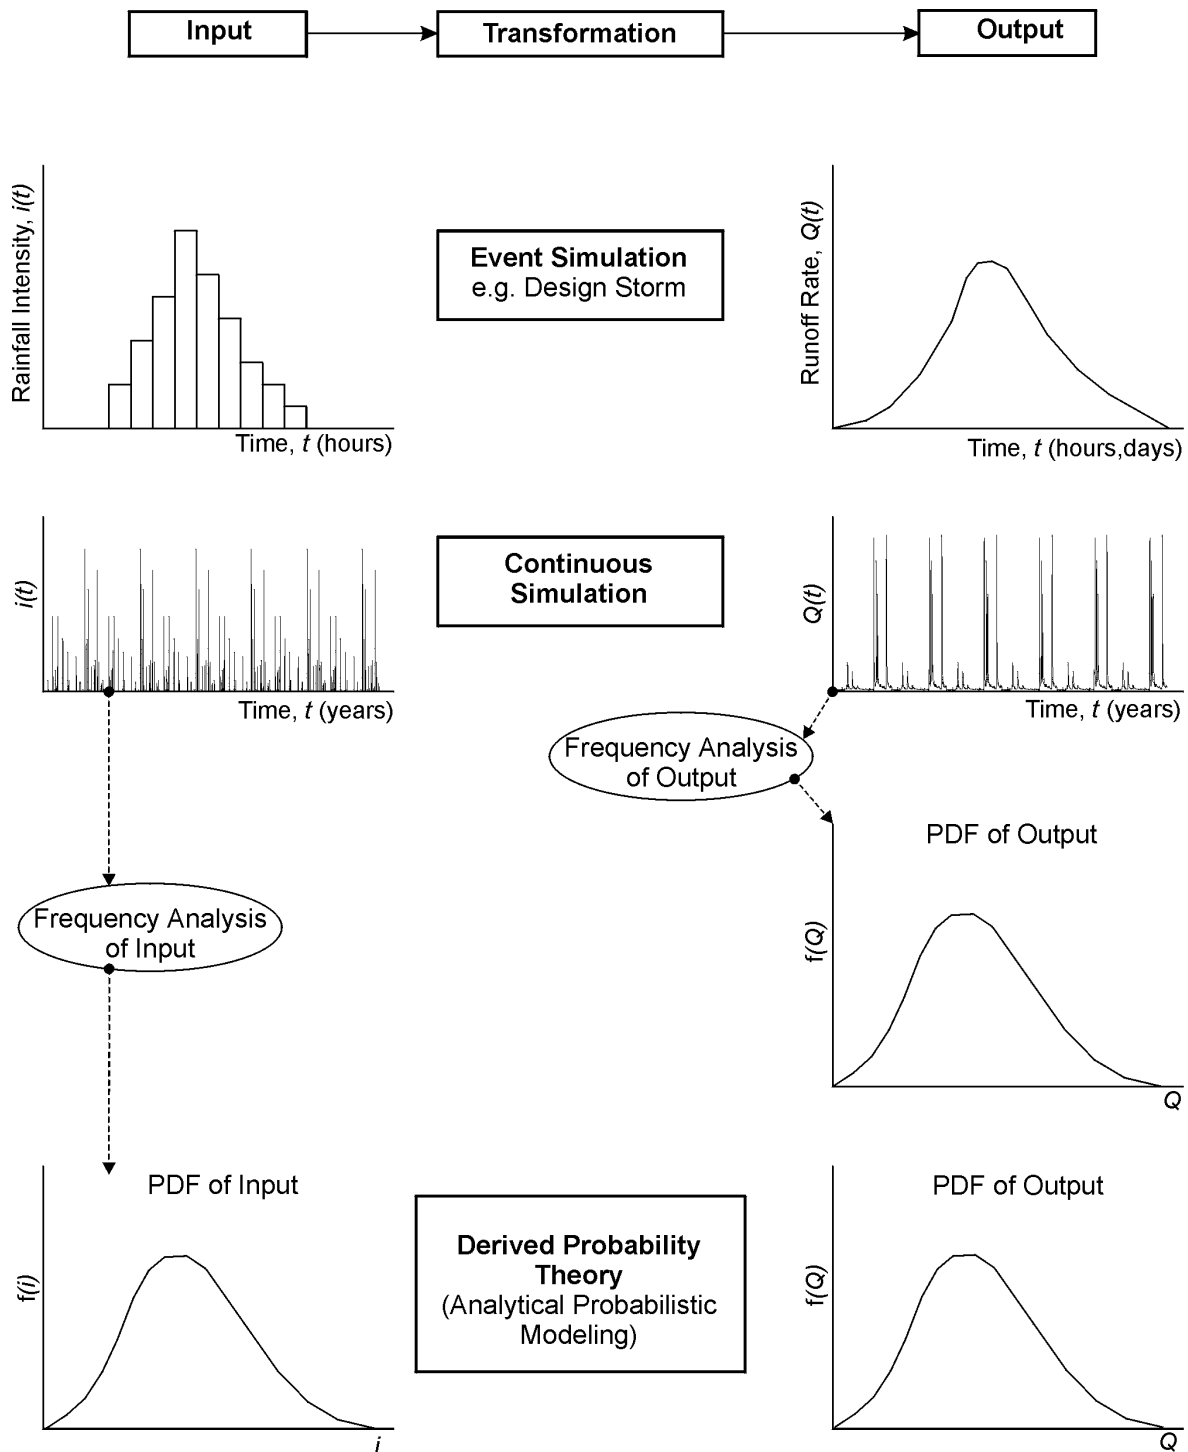 Input
Transformation
Output
Rainfall Intensity, i(t)
Time, t (hours)
Event Simulation
e.g. Design Storm
Runoff Rate, Q(t)
Time, t (hours,days)
i(t)
Time, t (years)
Continuous
Simulation
Q(t)
Time, t (years)
Frequency Analysis
of Output
PDF of Output
f(Q)
Q
Frequency Analysis
of Input
PDF of Input
f(i)
i
Derived Probability
Theory
(Analytical Probabilistic
Modeling)
PDF of Output
f(Q)
Q